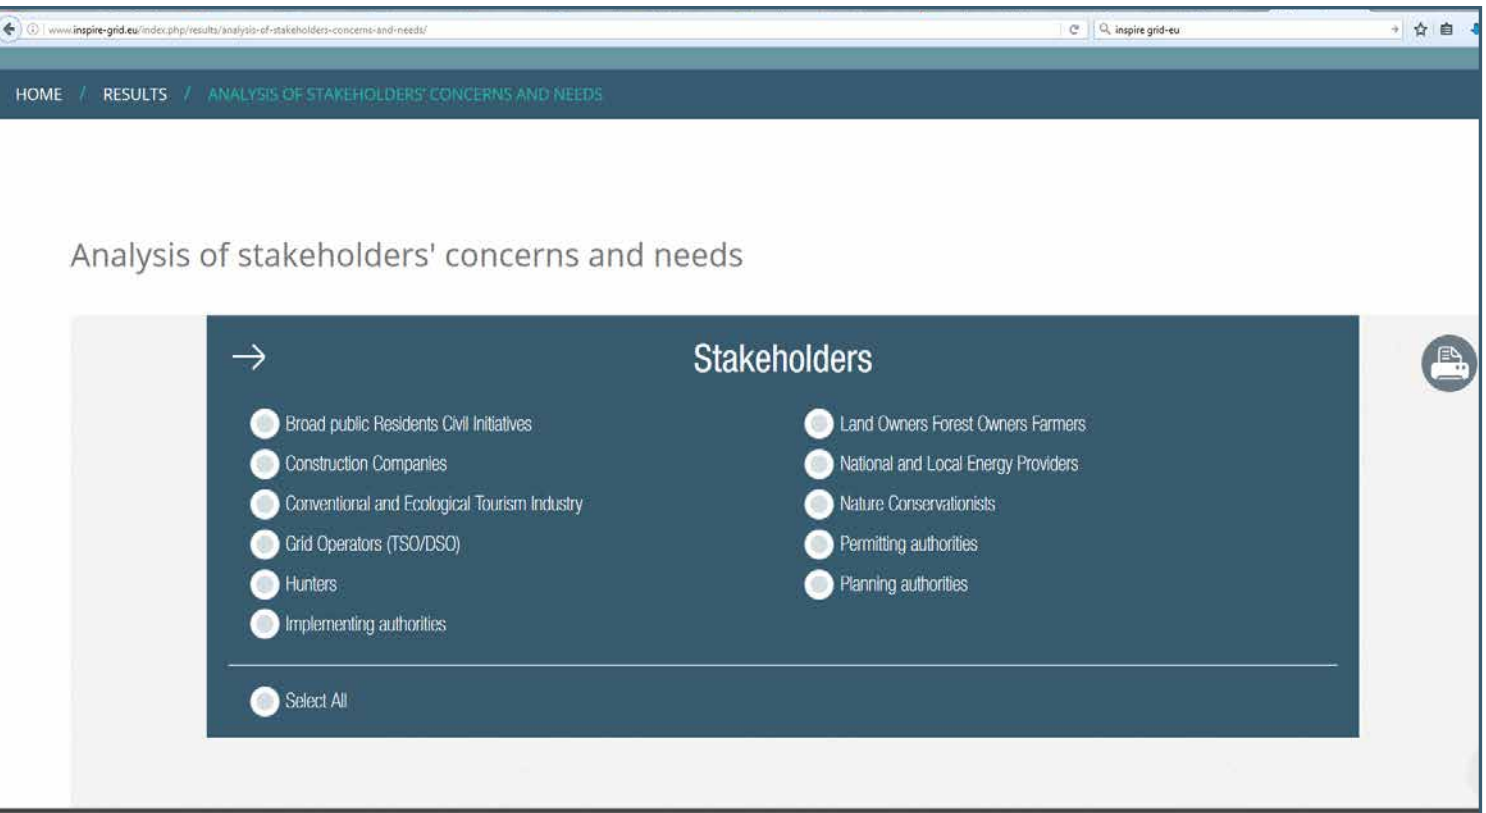 www.inspire-grid.eu/index.php/results/analysis-of-stakeholders-concerns-and-needs/
inspire grid-eu
HOME / RESULTS / ANALYSIS OF STAKEHOLDERS' CONCERNS AND NEEDS
Analysis of stakeholders' concerns and needs
Stakeholders
Broad public Residents Civil Initiatives
Construction Companies
Conventional and Ecological Tourism Industry
Grid Operators (TSO/DSO)
Hunters
Implementing authorities
Land Owners Forest Owners Farmers
National and Local Energy Providers
Nature Conservationists
Permitting authorities
Planning authorities
Select All